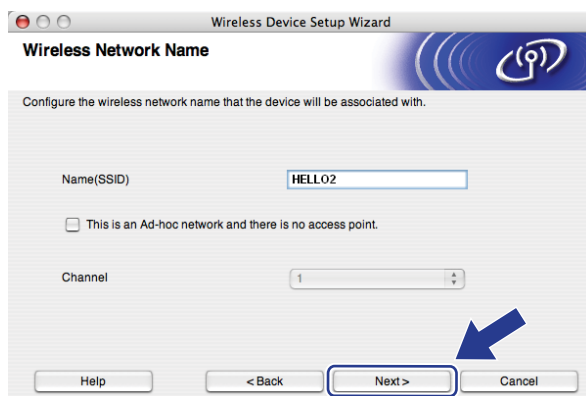 Wireless Device Setup Wizard
Wireless Network Name
Configure the wireless network name that the device will be associated with.
Name(SSID) HELLO2
This is an Ad-hoc network and there is no access point.
Channel 1
Help <Back Next> Cancel